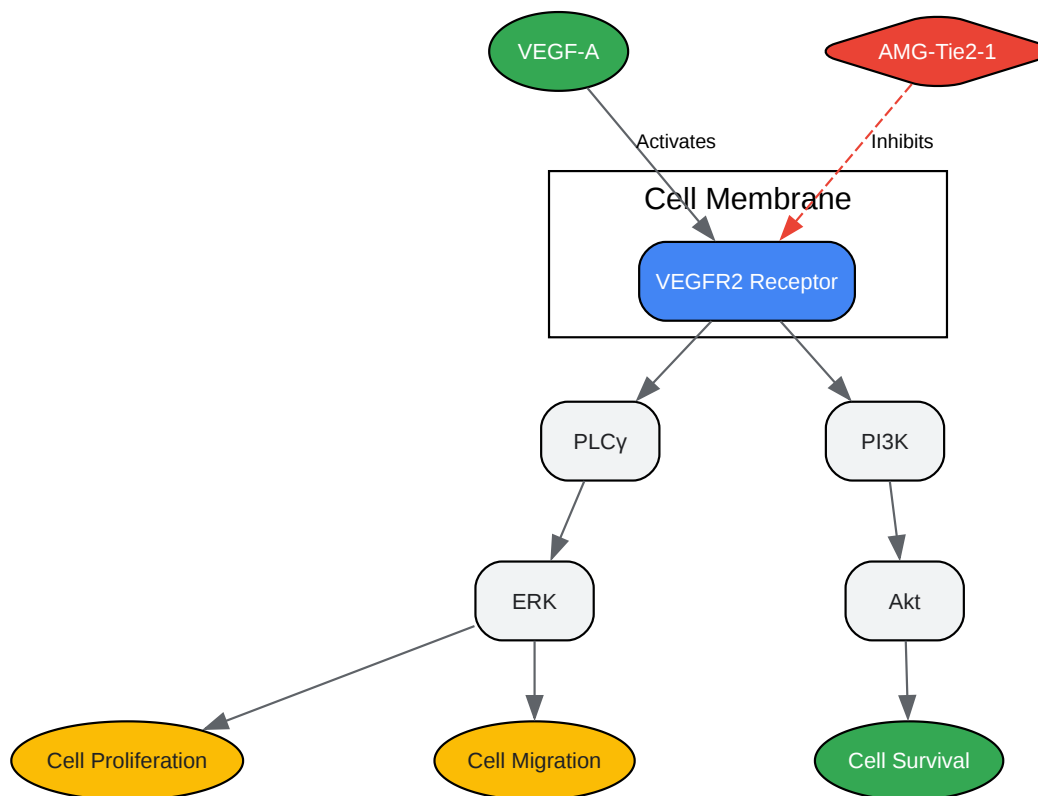 VEGF-A
AMG-Tie2-1
Activates
Inhibits
Cell Membrane
VEGFR2 Receptor
PLCγ
PI3K
ERK
Akt
Cell Proliferation
Cell Migration
Cell Survival